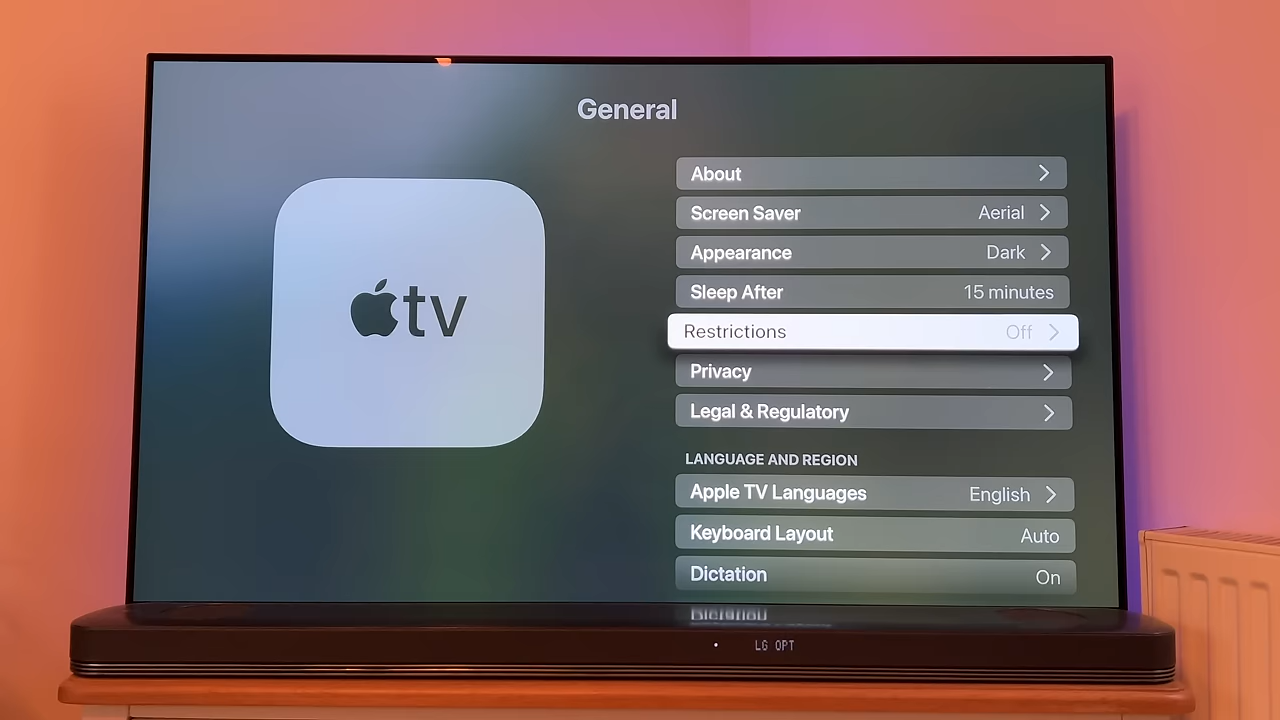 General
tv
About
Screen Saver Aerial
Appearance Dark
Sleep After 15 minutes
Restrictions Off
Privacy
Legal & Regulatory
LANGUAGE AND REGION
Apple TV Languages English
Keyboard Layout Auto
Dictation On
LG OPT